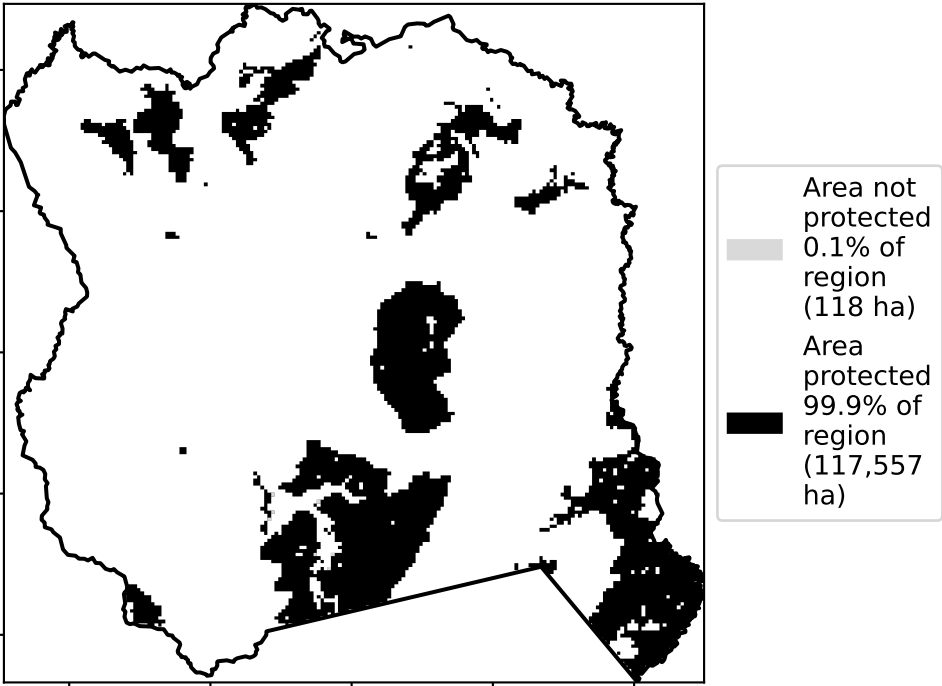 Area not
protected
0.1% of
region
(118 ha)
Area
protected
99.9% of
region
(117,557
ha)